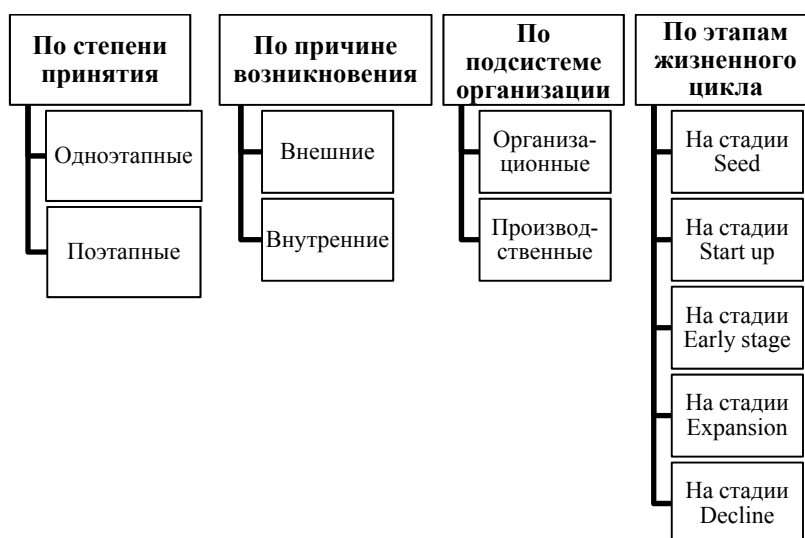 По степени
принятия
Одноэтапные
Поэтапные
По причине
возникновения
Внешние
Внутренние
По
подсистеме
организации
Организа-
ционные
Производ-
ственные
По этапам
жизненного
цикла
На стадии
Seed
На стадии
Start up
На стадии
Early stage
На стадии
Expansion
На стадии
Decline